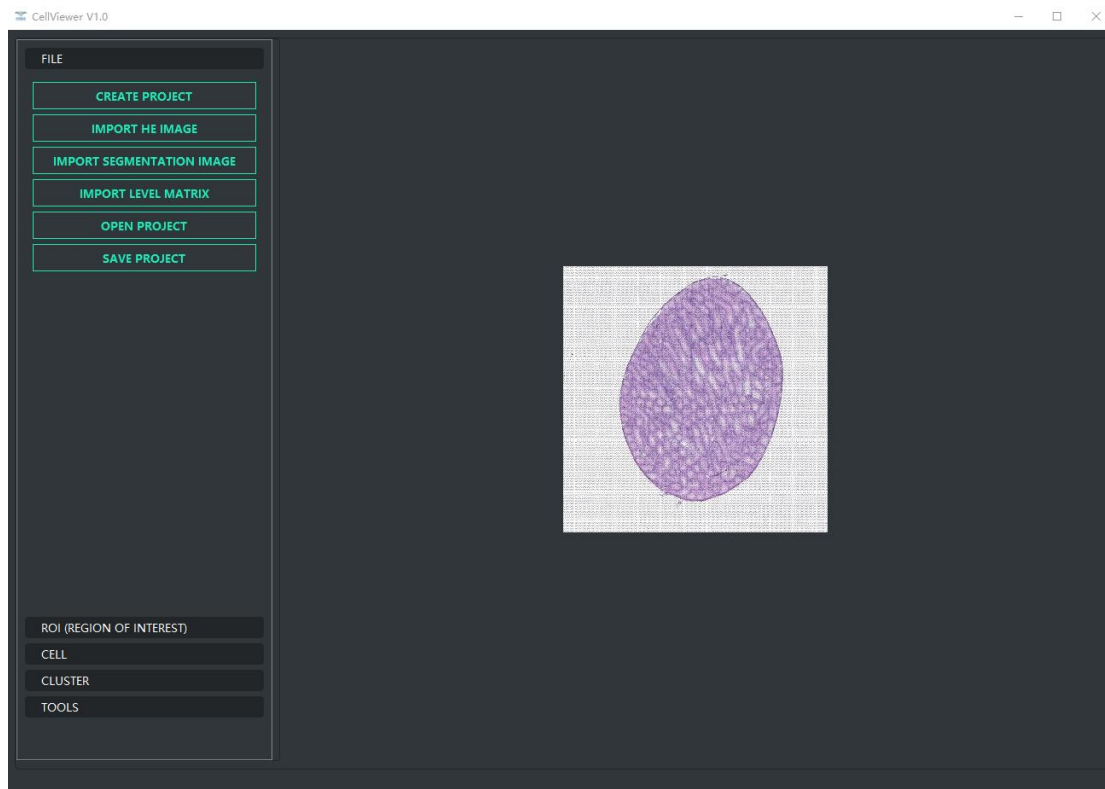 CellViewer V1.0
FILE
CREATE PROJECT
IMPORT HE IMAGE
IMPORT SEGMENTATION IMAGE
IMPORT LEVEL MATRIX
OPEN PROJECT
SAVE PROJECT
ROI (REGION OF INTEREST)
CELL
CLUSTER
TOOLS